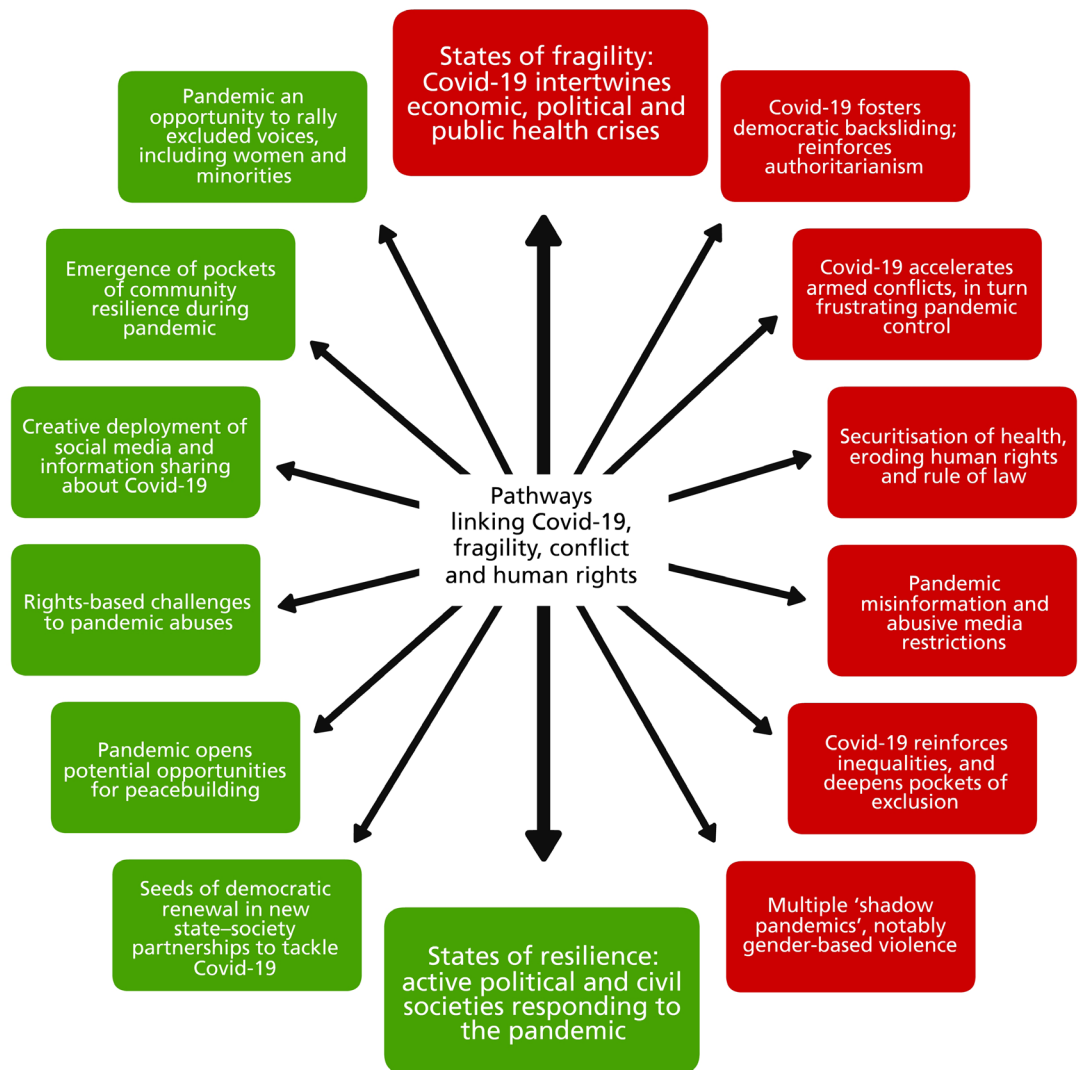 States of fragility:
Covid-19 intertwines
economic, political and
public health crises
Covid-19 fosters
democratic backsliding;
reinforces
authoritarianism
Covid-19 accelerates
armed conflicts, in turn
frustrating pandemic
control
Securitisation of health,
eroding human rights
and rule of law
Pandemic
misinformation and
abusive media
restrictions
Covid-19 reinforces
inequalities, and
deepens pockets of
exclusion
Multiple ‘shadow
pandemics’, notably
gender-based violence
States of resilience:
active political and civil
societies responding to
the pandemic
Seeds of democratic
renewal in new
state–society
partnerships to tackle
Covid-19
Pandemic opens
potential opportunities
for peacebuilding
Rights-based challenges
to pandemic abuses
Creative deployment of
social media and
information sharing
about Covid-19
Emergence of pockets
of community
resilience during
pandemic
Pandemic an
opportunity to rally
excluded voices,
including women and
minorities
Pathways
linking Covid-19,
fragility, conflict
and human rights